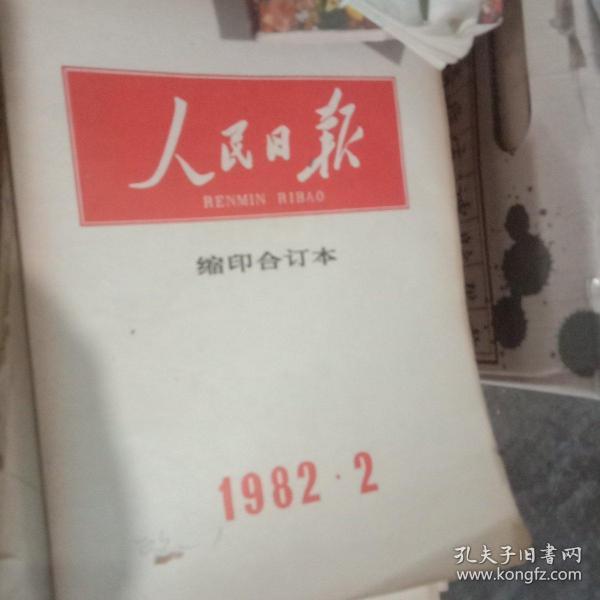 人民日报
RENMIN RIBAO
缩印合订本
1982·2
孔夫子旧书网
www.kongfz.com